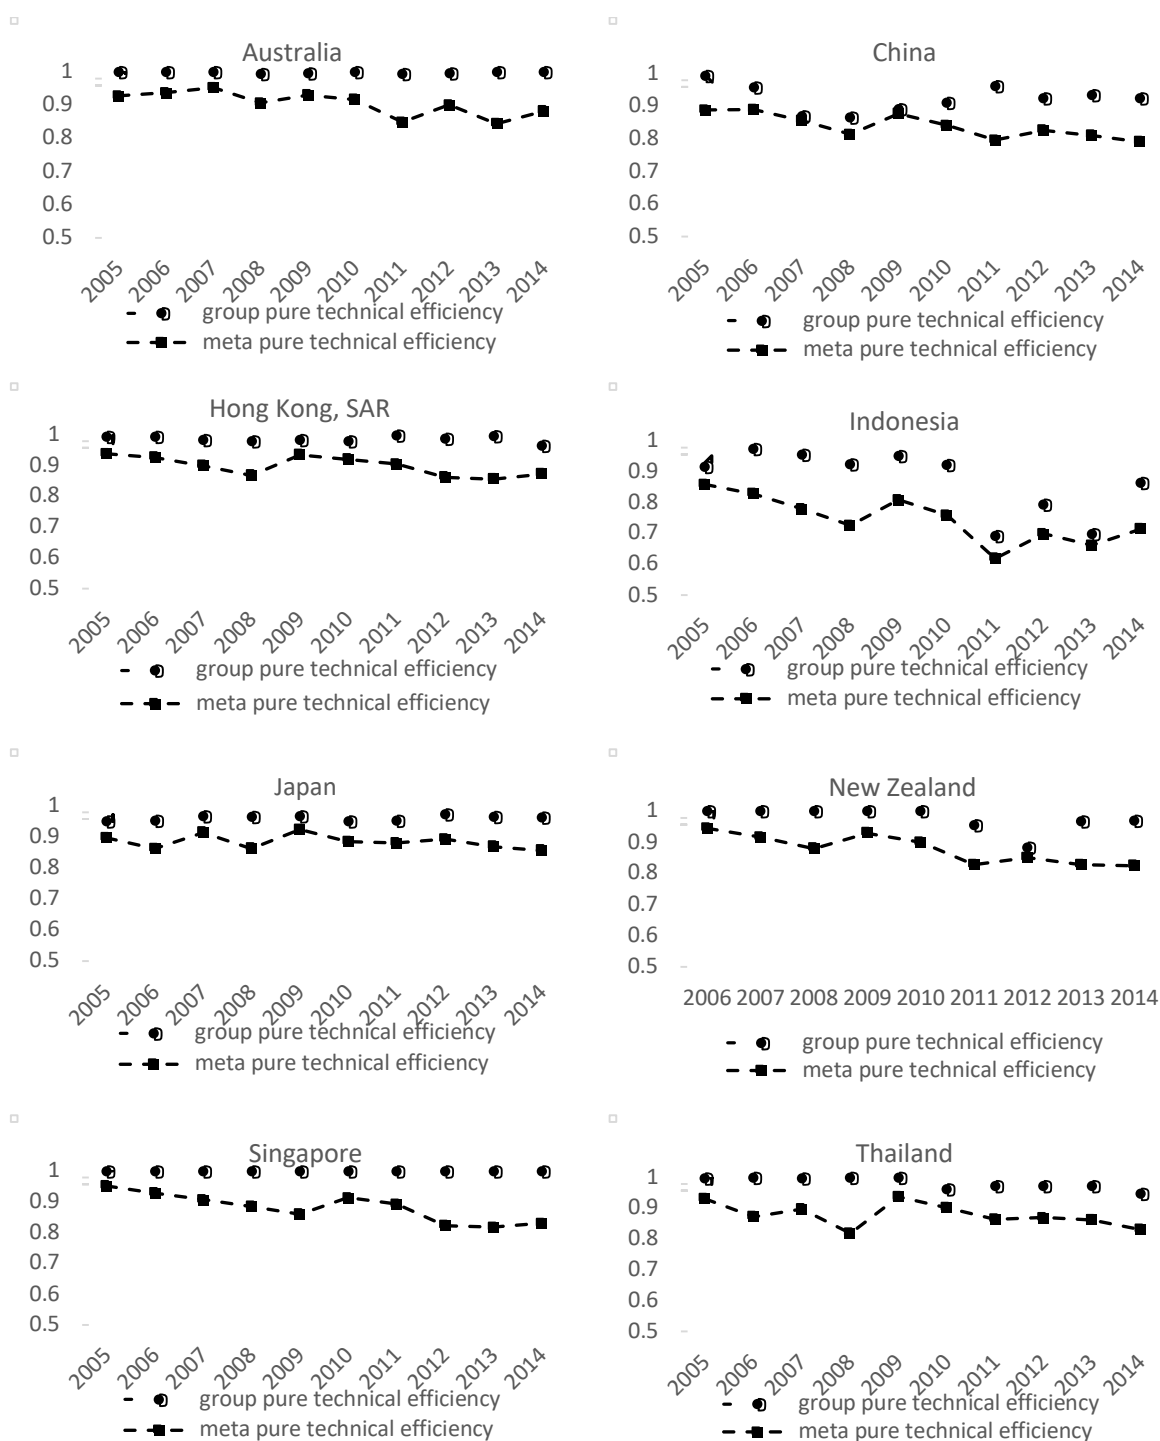 Australia
1
0.9
0.8
0.7
0.6
0.5
2005 2006 2007 2008 2009 2010 2011 2012 2013 2014
group pure technical efficiency
meta pure technical efficiency
China
1
0.9
0.8
0.7
0.6
0.5
2005 2006 2007 2008 2009 2010 2011 2012 2013 2014
group pure technical efficiency
meta pure technical efficiency
Hong Kong, SAR
1
0.9
0.8
0.7
0.6
0.5
2005 2006 2007 2008 2009 2010 2011 2012 2013 2014
group pure technical efficiency
meta pure technical efficiency
Indonesia
1
0.9
0.8
0.7
0.6
0.5
2005 2006 2007 2008 2009 2010 2011 2012 2013 2014
group pure technical efficiency
meta pure technical efficiency
Japan
1
0.9
0.8
0.7
0.6
0.5
2005 2006 2007 2008 2009 2010 2011 2012 2013 2014
group pure technical efficiency
meta pure technical efficiency
New Zealand
1
0.9
0.8
0.7
0.6
0.5
2006 2007 2008 2009 2010 2011 2012 2013 2014
group pure technical efficiency
meta pure technical efficiency
Singapore
1
0.9
0.8
0.7
0.6
0.5
2005 2006 2007 2008 2009 2010 2011 2012 2013 2014
group pure technical efficiency
meta pure technical efficiency
Thailand
1
0.9
0.8
0.7
0.6
0.5
2005 2006 2007 2008 2009 2010 2011 2012 2013 2014
group pure technical efficiency
meta pure technical efficiency